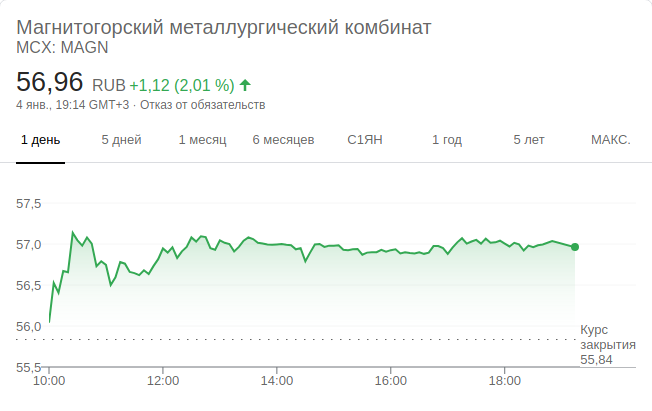 Магнитогорский металлургический комбинат
MCX: MAGN
56,96 RUB +1,12 (2,01 %)
4 янв., 19:14 GMT+3 · Отказ от обязательств
1 день 5 дней 1 месяц 6 месяцев С1ЯН 1 год 5 лет МАКС.
57,5
57,0
56,5
56,0
Курс
закрытия
55,84
55,5
10:00 12:00 14:00 16:00 18:00